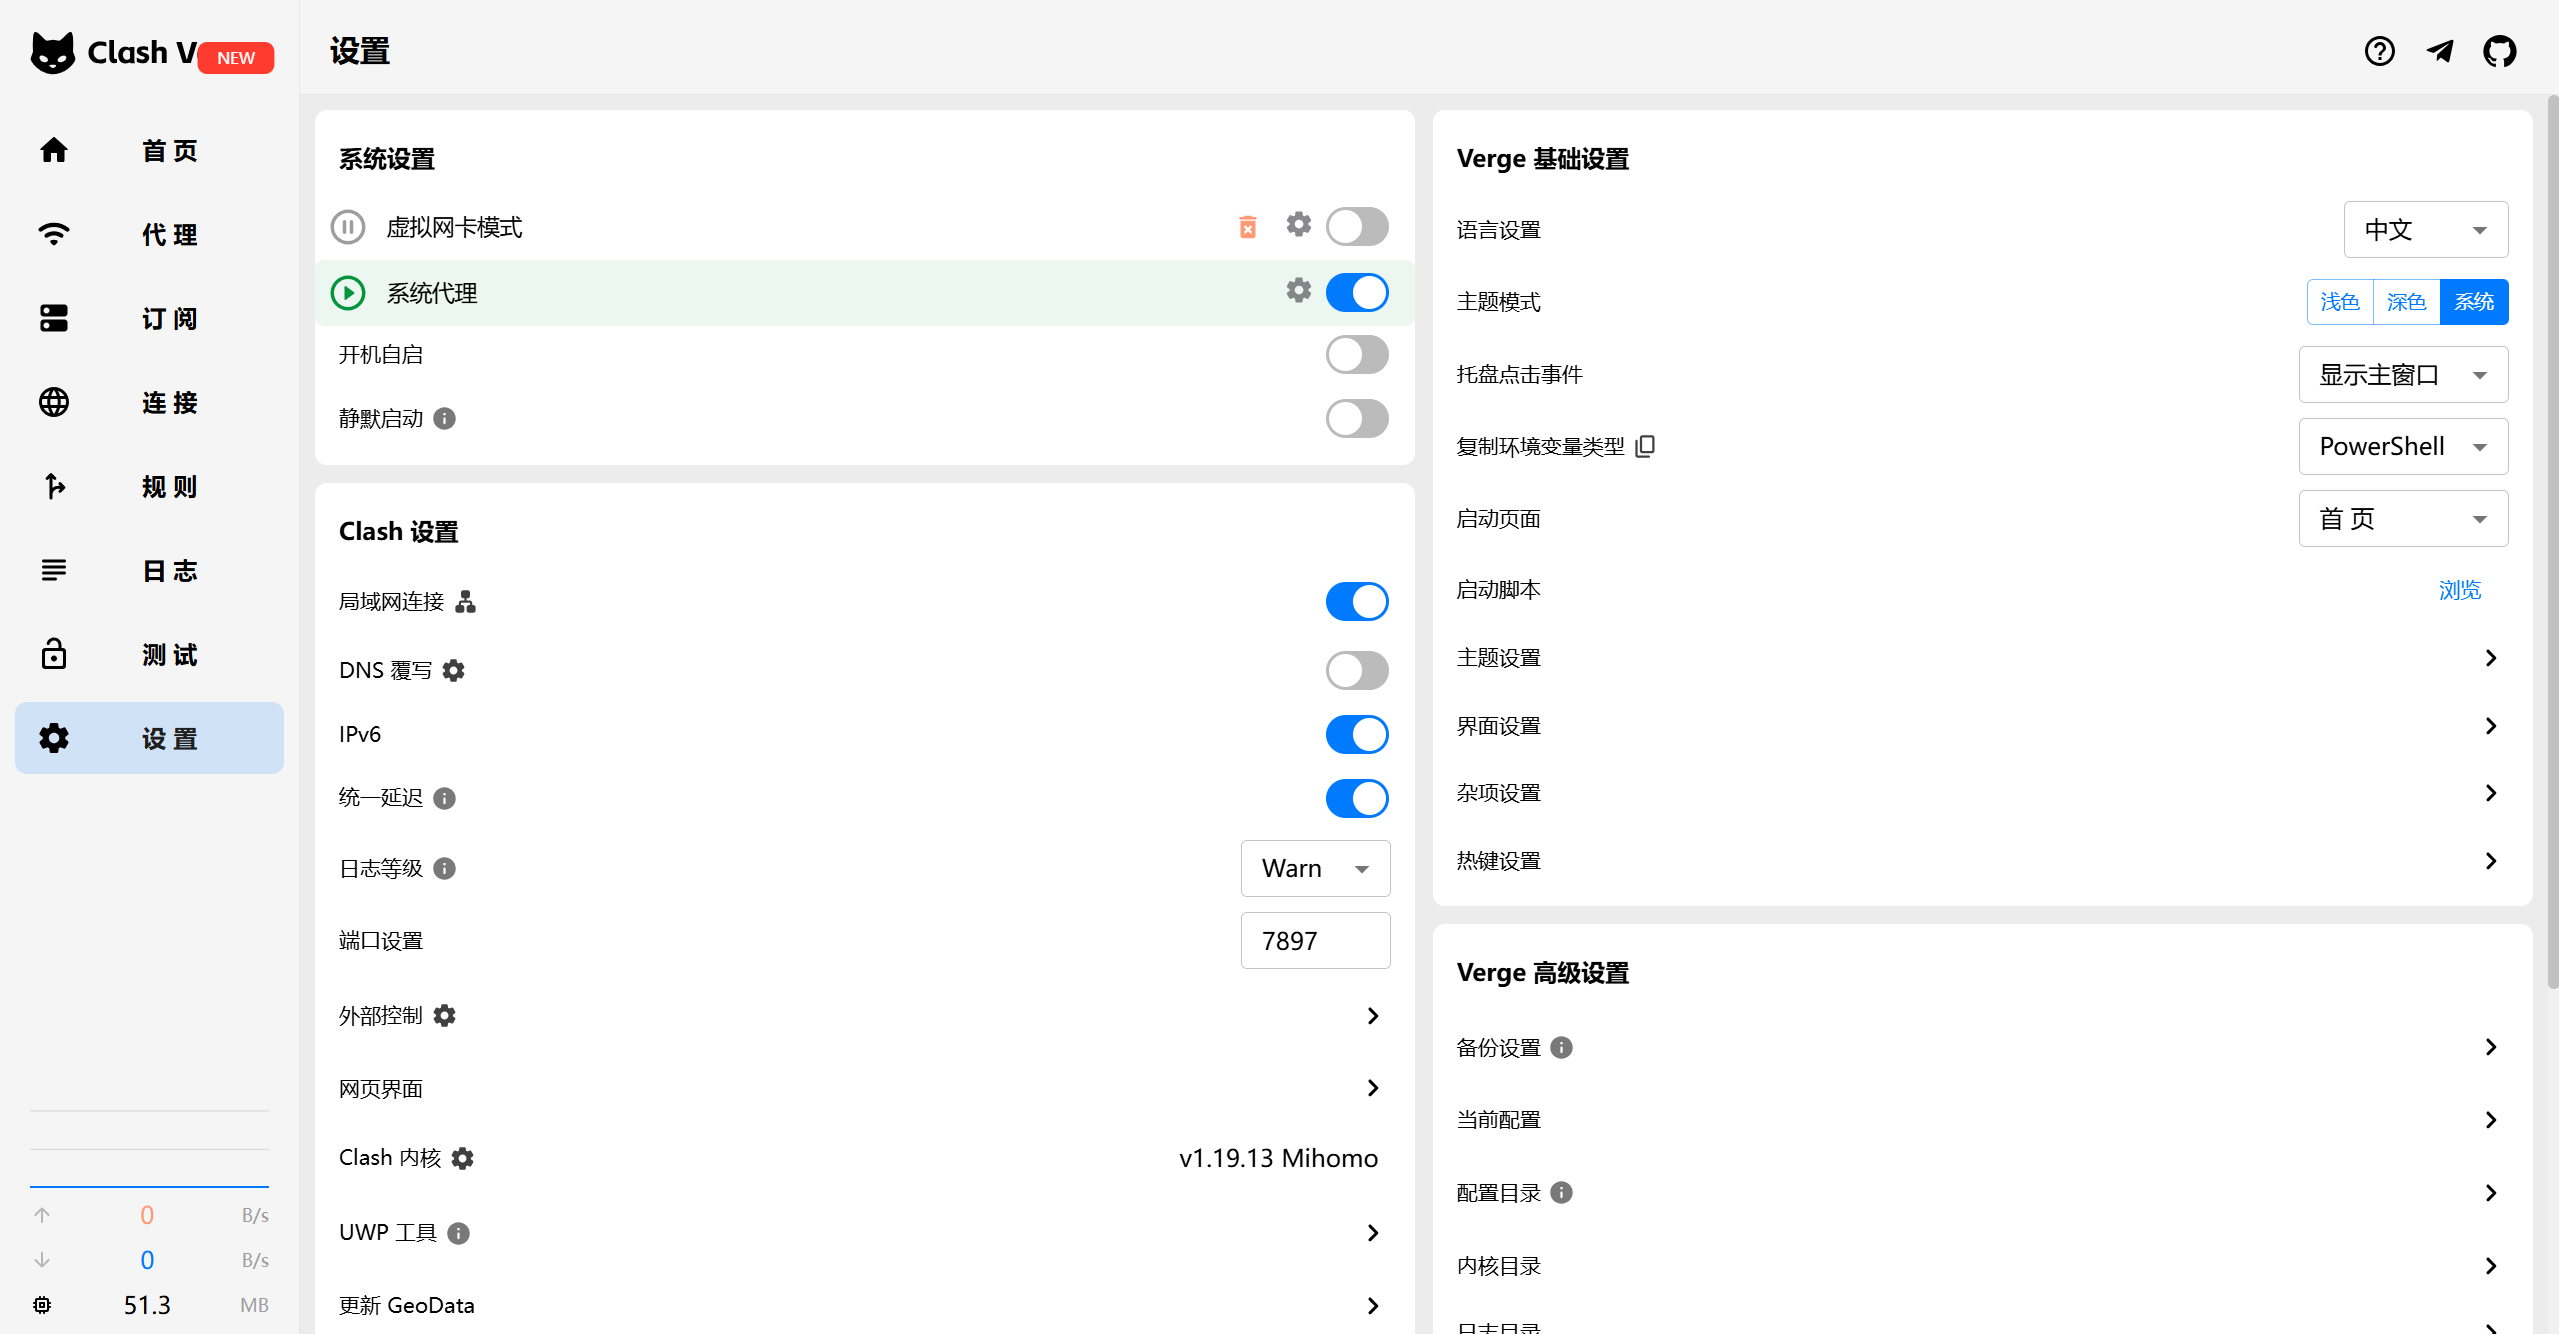 Clash V
NEW
首 页
代 理
订 阅
连 接
规 则
日 志
测 试
设 置
0 B/s
0 B/s
51.3 MB
设置
系统设置
虚拟网卡模式
系统代理
开机自启
静默启动
Clash 设置
局域网连接
DNS 覆写
IPv6
统一延迟
日志等级 Warn
端口设置 7897
外部控制
网页界面
Clash 内核 v1.19.13 Mihomo
UWP 工具
更新 GeoData
Verge 基础设置
语言设置 中文
主题模式 浅色 深色 系统
托盘点击事件 显示主窗口
复制环境变量类型 PowerShell
启动页面 首 页
启动脚本 浏览
主题设置
界面设置
杂项设置
热键设置
Verge 高级设置
备份设置
当前配置
配置目录
内核目录
日志目录